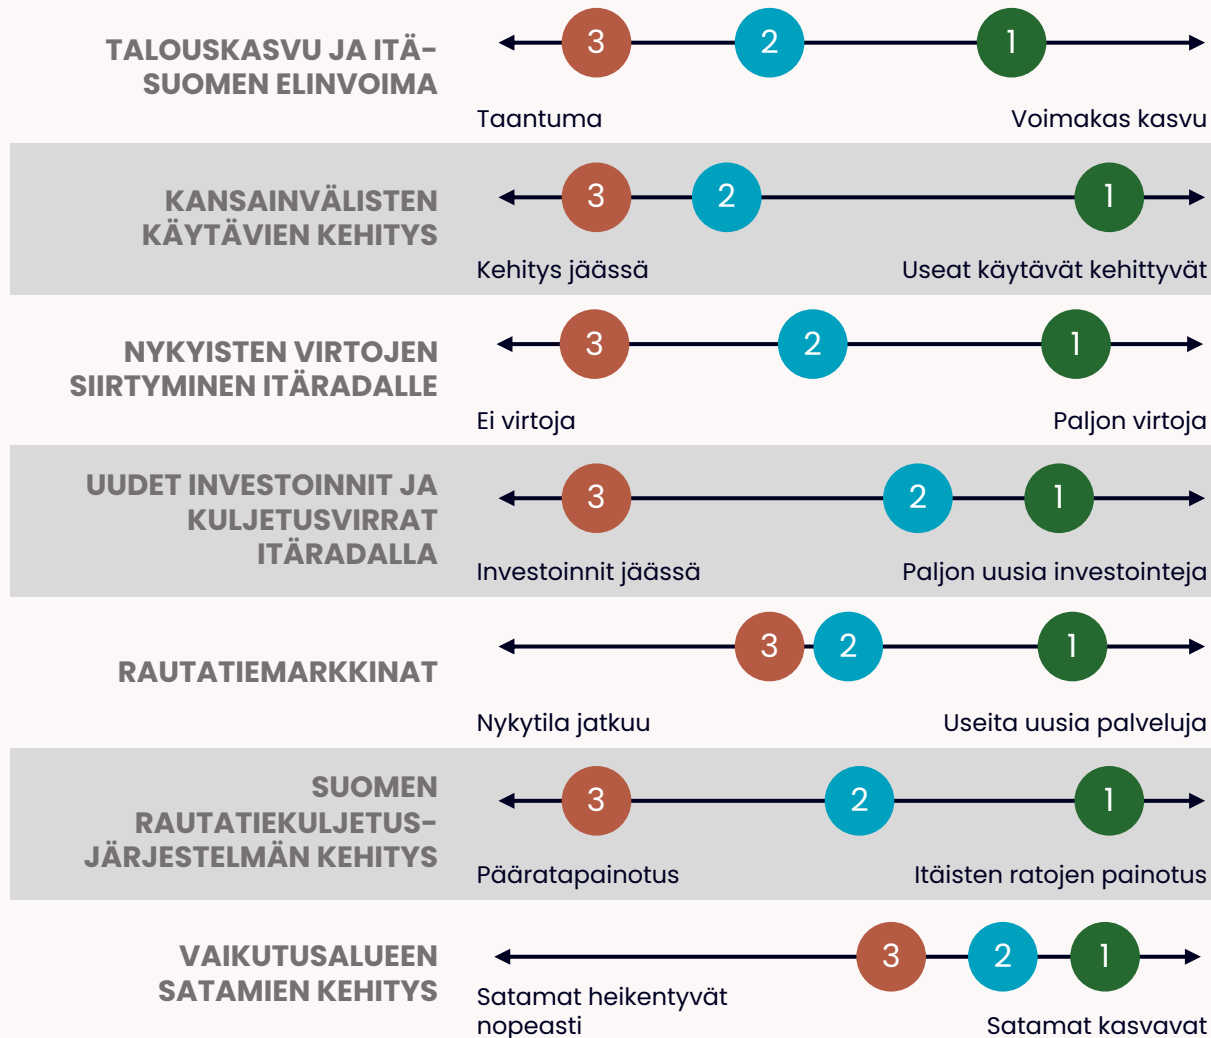 TALOUSKASVU JA ITÄ-
SUOMEN ELINVOIMA
3
2
1
Taantuma
Voimakas kasvu
KANSAINVÄLISTEN
KÄYTÄVIEN KEHITYS
3
2
1
Kehitys jäässä
Useat käytävät kehittyvät
NYKYISTEN VIRTOJEN
SIIRTYMINEN ITÄRADALLE
3
2
1
Ei virtoja
Paljon virtoja
UUDET INVESTOINNIT JA
KULJETUSVIRRAT
ITÄRADALLA
3
2
1
Investoinnit jäässä
Paljon uusia investointeja
RAUTATIEMARKKINAT
3
2
1
Nykytila jatkuu
Useita uusia palveluja
SUOMEN
RAUTATIEKULJETUS-
JÄRJESTELMÄN KEHITYS
3
2
1
Pääratapainotus
Itäisten ratojen painotus
VAIKUTUSALUEEN
SATAMIEN KEHITYS
3
2
1
Satamat heikentyvät
nopeasti
Satamat kasvavat